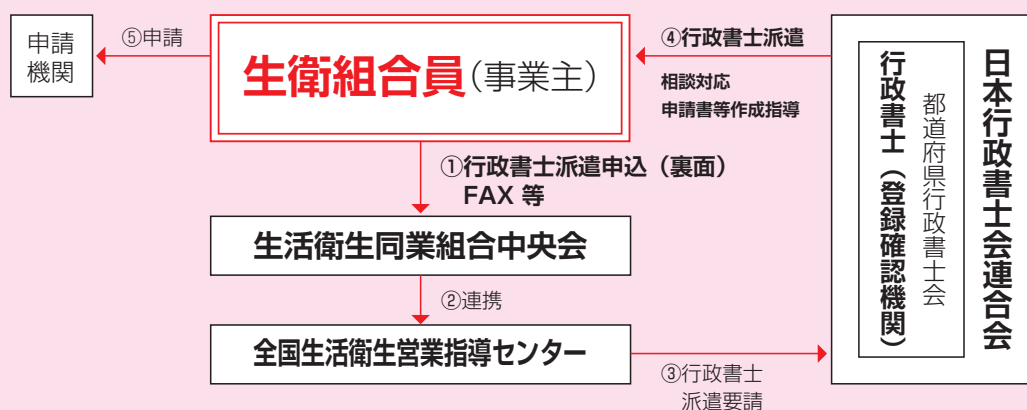 申請
機関
⑤申請
生衛組合員(事業主)
④行政書士派遣
相談対応
申請書等作成指導
①行政書士派遣申込（裏面）
FAX 等
生活衛生同業組合中央会
②連携
全国生活衛生営業指導センター
③行政書士
派遣要請
日本行政書士会連合会
都道府県行政書士会
行政書士（登録確認機関）